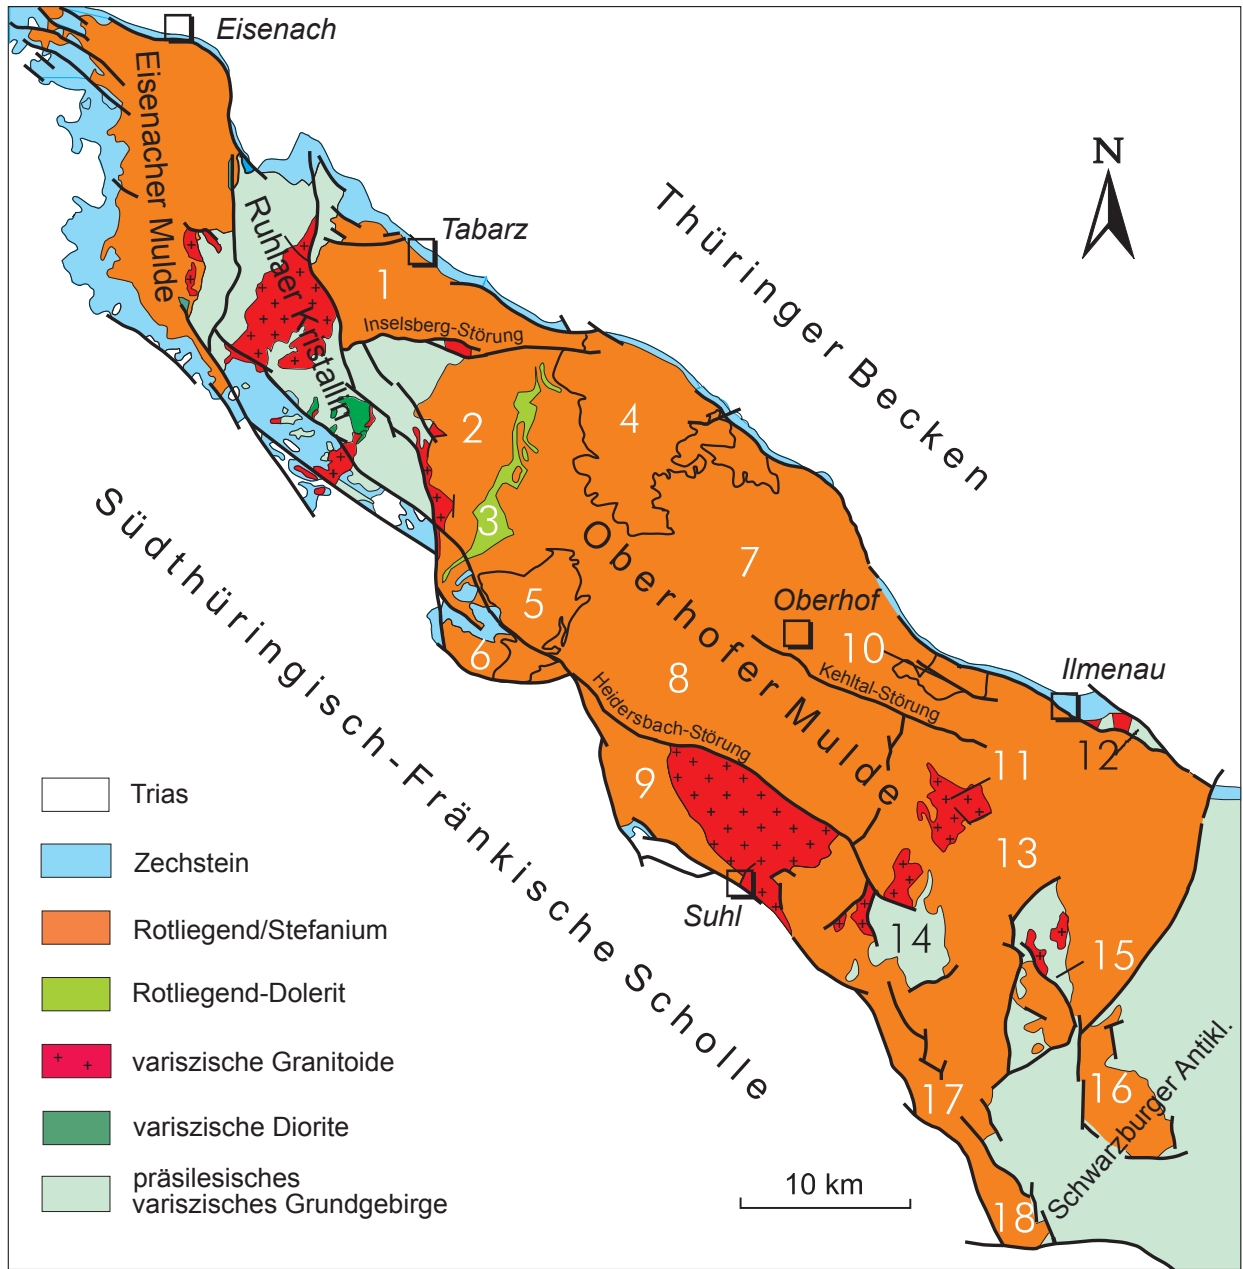 Eisenach
Eisenacher Mulde
N
Ruhlaer Kristallin
Tabarz
Thüringer Becken
1
Inselsberg-Störung
2
4
3
Oberhofer Mulde
7
5
Oberhof
6
10
Kehltal-Störung
Ilmenau
8
Heidersbach-Störung
Südthüringisch-Fränkische Scholle
9
11
12
13
Suhl
14
15
16
17
Schwarzburger Antikl.
18
Trias
Zechstein
Rotliegend/Stefanium
Rotliegend-Dolerit
variszische Granitoide
variszische Diorite
präsilesisches
variszisches Grundgebirge
10 km